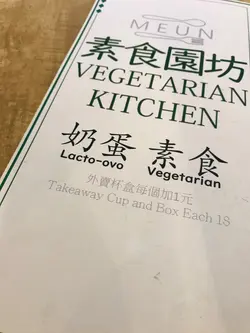 MEUN
素食園坊
VEGETARIAN
KITCHEN
奶蛋 素食
Lacto-ovo Vegetarian
外賣杯盒每個加1元
Takeaway Cup and Box Each 1$